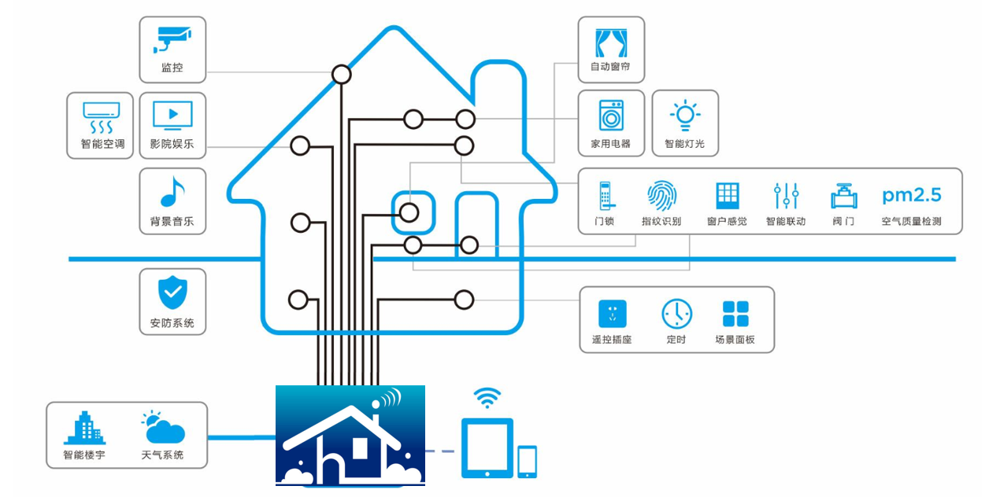 监控
自动窗帘
智能空调
影院娱乐
家用电器
智能灯光
背景音乐
门锁
指纹识别
窗户感觉
智能联动
阀门
pm2.5
空气质量检测
安防系统
遥控插座
定时
场景面板
智能楼宇
天气系统